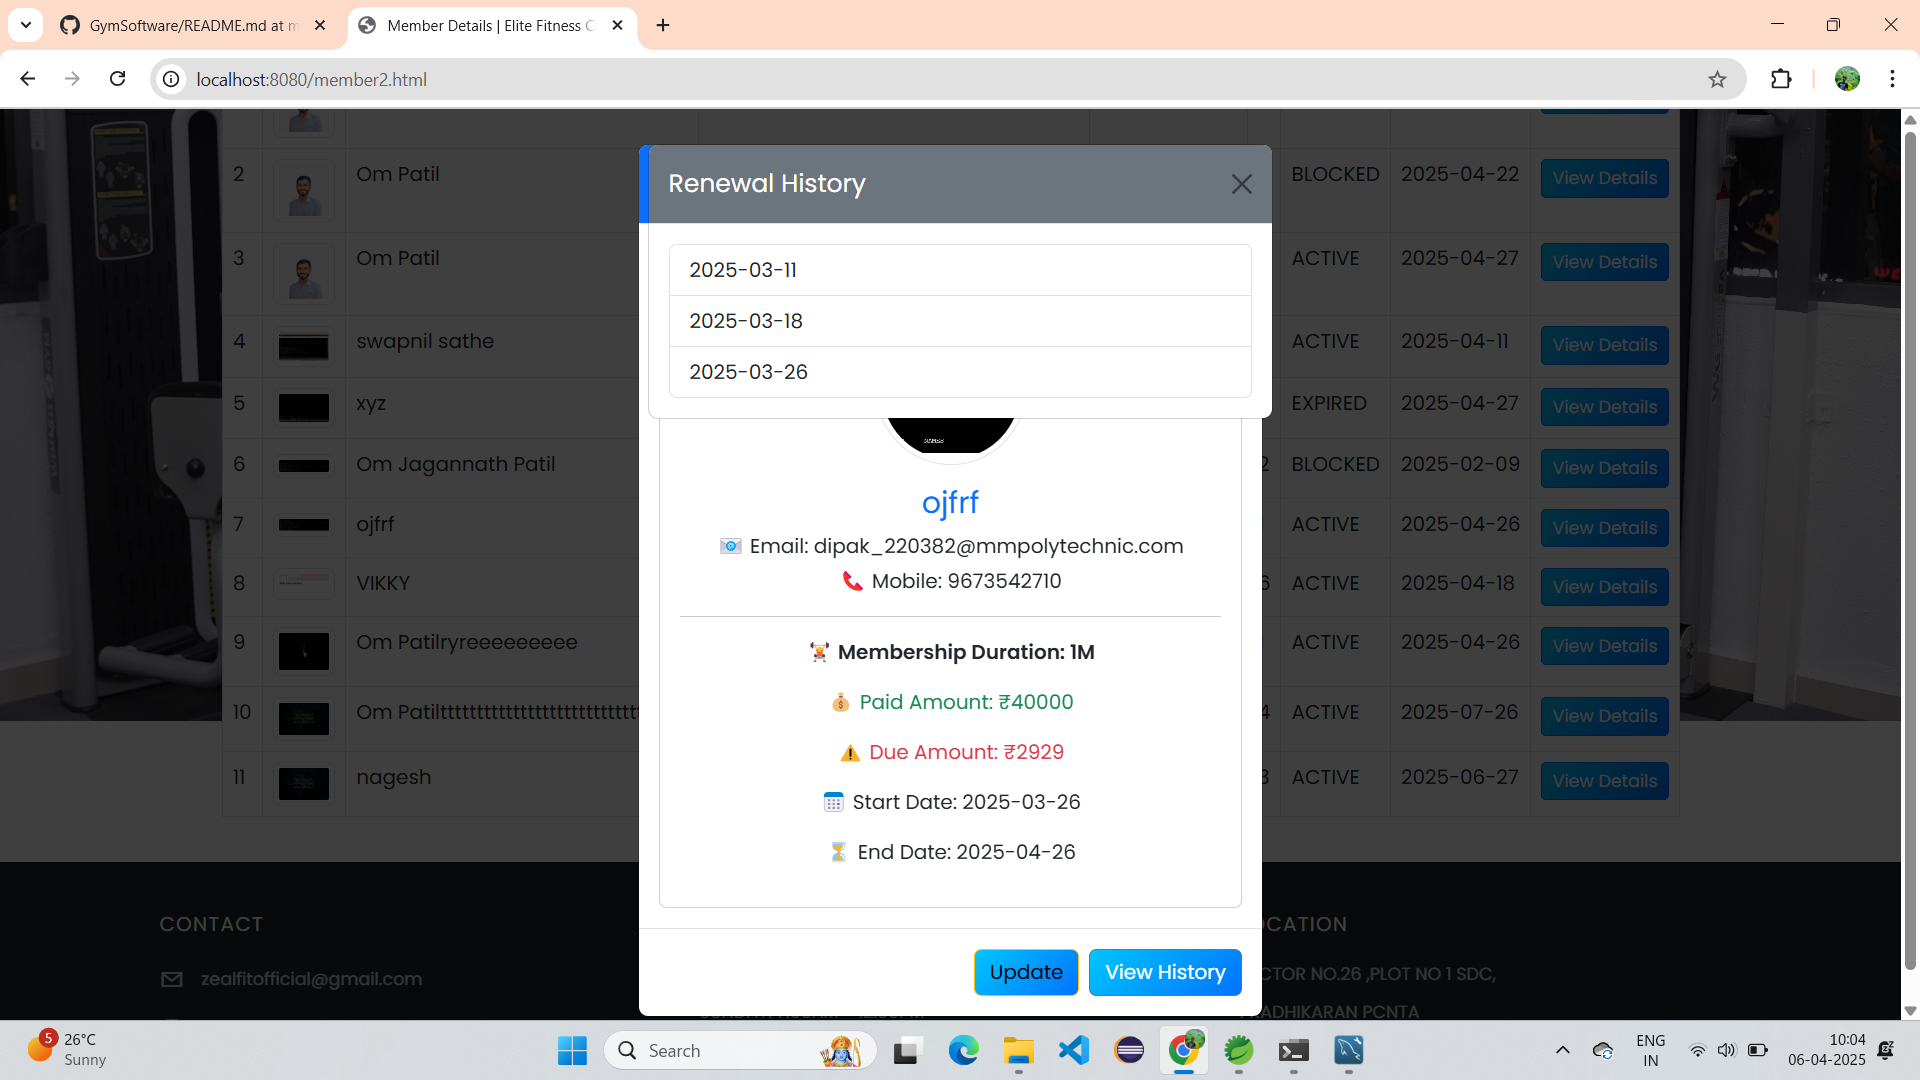 GymSoftware/README.md at m
Member Details | Elite Fitness C
localhost:8080/member2.html
Renewal History
2025-03-11
2025-03-18
2025-03-26
2 Om Patil BLOCKED 2025-04-22 View Details
3 Om Patil ACTIVE 2025-04-27 View Details
4 swapnil sathe ACTIVE 2025-04-11 View Details
5 xyz EXPIRED 2025-04-27 View Details
6 Om Jagannath Patil 2 BLOCKED 2025-02-09 View Details
7 ojfrf ACTIVE 2025-04-26 View Details
8 VIKKY 6 ACTIVE 2025-04-18 View Details
9 Om Patilryreeeeeeeee ACTIVE 2025-04-26 View Details
10 4 ACTIVE 2025-07-26 View Details
11 nagesh 3 ACTIVE 2025-06-27 View Details
ojfrf
Email: dipak_220382@mmpolytechnic.com
Mobile: 9673542710
Membership Duration: 1M
Paid Amount: ₹40000
Due Amount: ₹2929
Start Date: 2025-03-26
End Date: 2025-04-26
Update View History
CONTACT
zealfitofficial@gmail.com
OCATION
CTOR NO.26 ,PLOT NO 1 SDC,
ADHIKARAN PCNTA
5
26°C
Sunny
Search
ENG
IN
10:04
06-04-2025